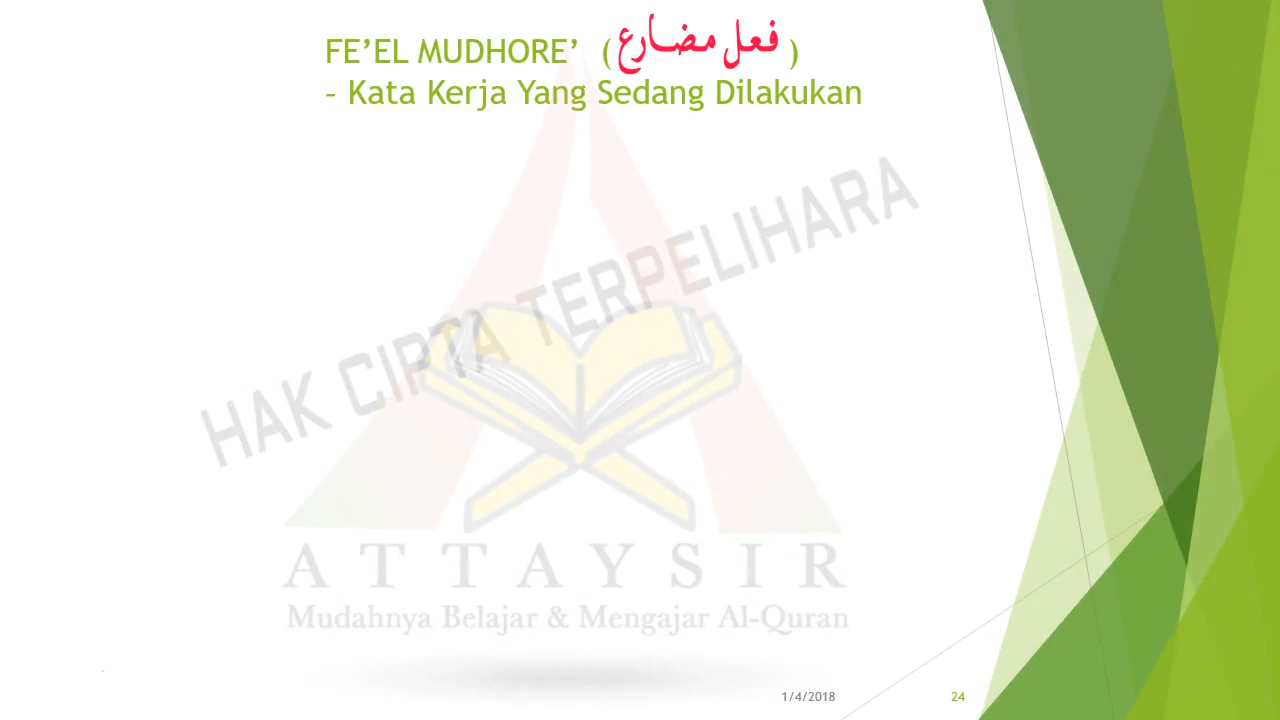 FE’EL MUDHORE’ (فعل مضارع)
– Kata Kerja Yang Sedang Dilakukan
HAK CIPTA TERPELIHARA
ATTAYSIR
Mudahnya Belajar & Mengajar Al-Quran
1/4/2018
24